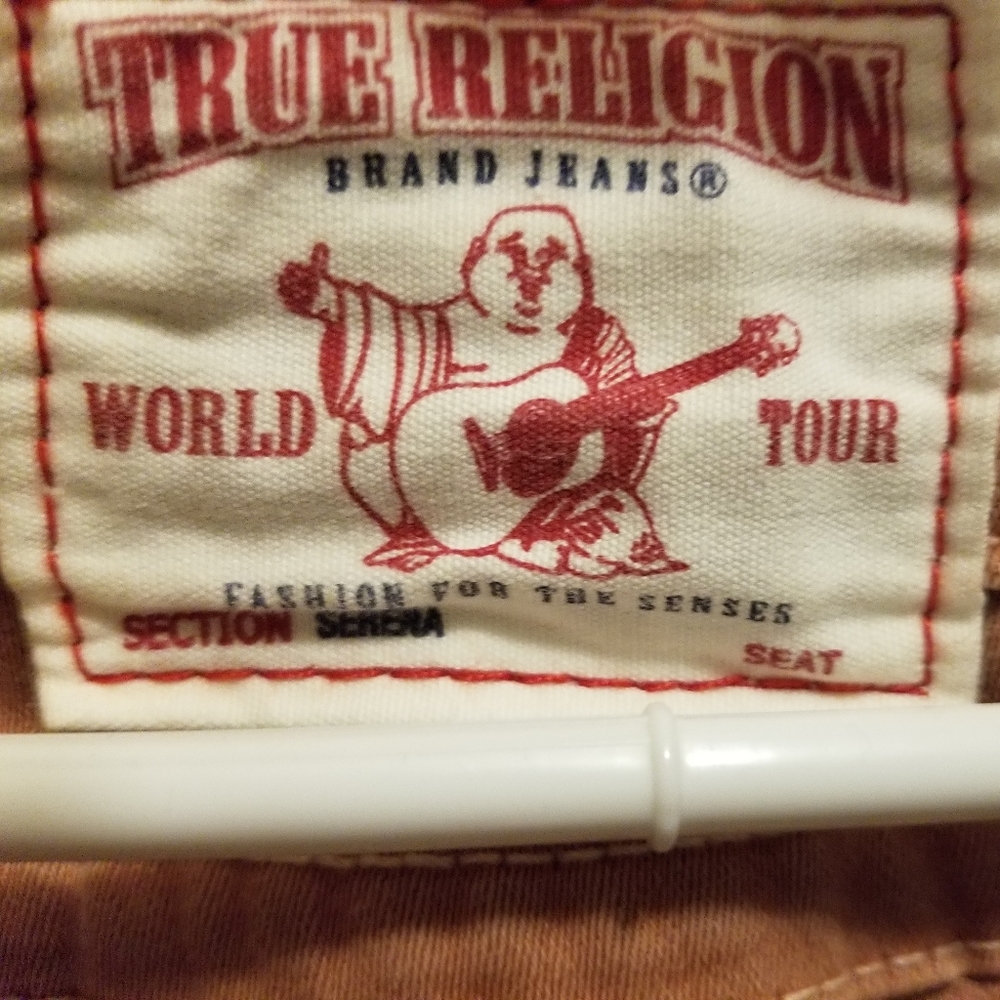 TRUE RELIGION
BRAND JEANS®
WORLD TOUR
FASHION FOR THE SENSES
SECTION SERENA
SEAT